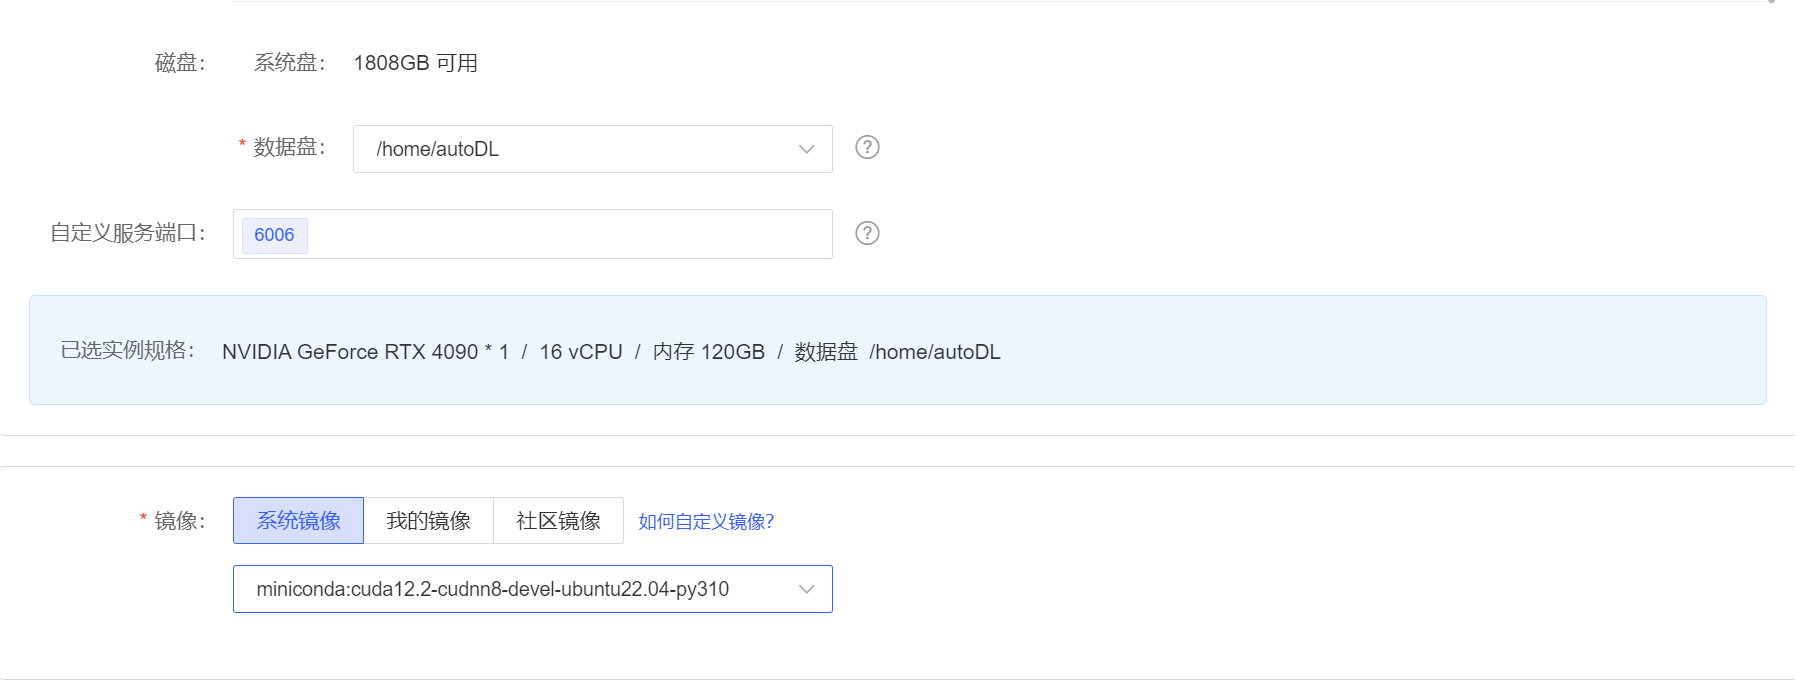 磁盘： 系统盘： 1808GB 可用
* 数据盘： /home/autoDL ?
自定义服务端口： 6006 ?
已选实例规格： NVIDIA GeForce RTX 4090 * 1 / 16 vCPU / 内存 120GB / 数据盘 /home/autoDL
* 镜像： 系统镜像 我的镜像 社区镜像 如何自定义镜像?
miniconda:cuda12.2-cudnn8-devel-ubuntu22.04-py310